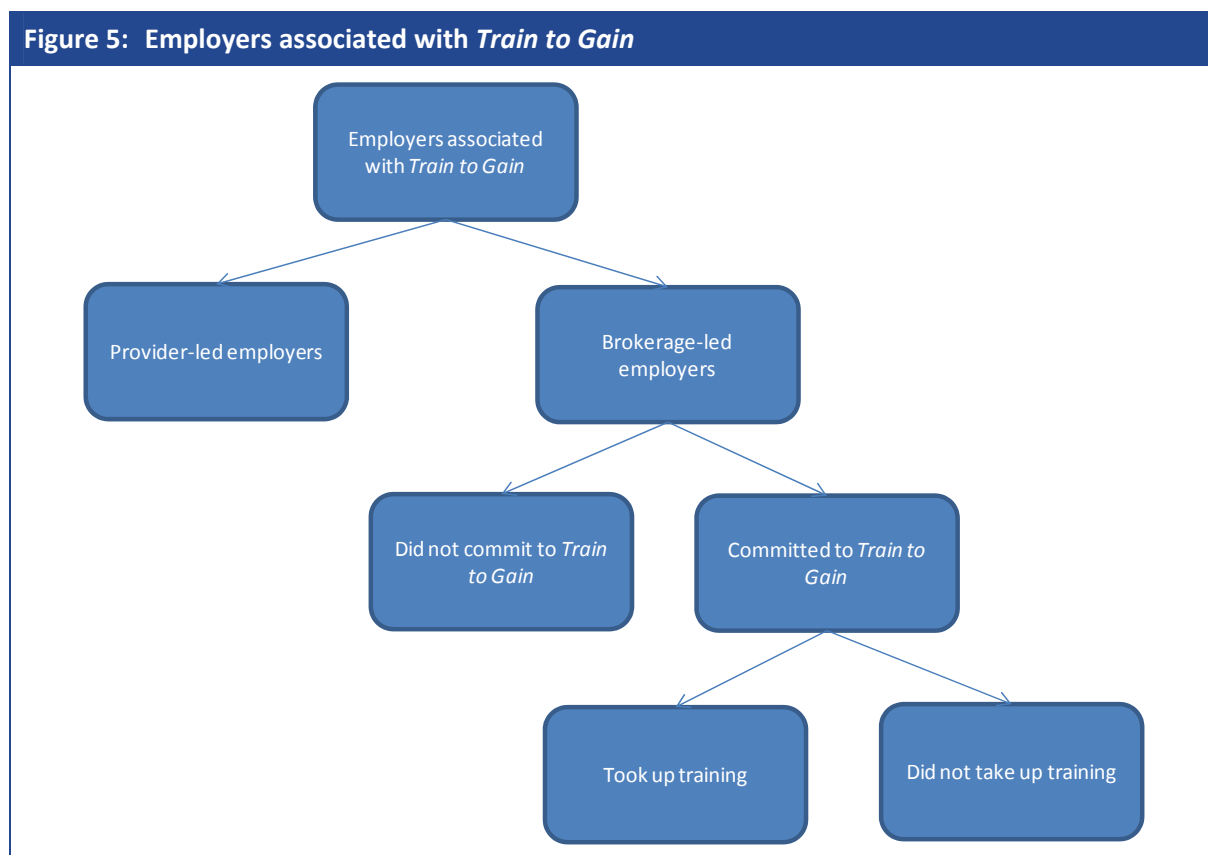 Figure 5: Employers associated with Train to Gain
Employers associated
with Train to Gain
Provider-led employers
Brokerage-led
employers
Did not commit to Train
to Gain
Committed to Train to
Gain
Took up training
Did not take up training